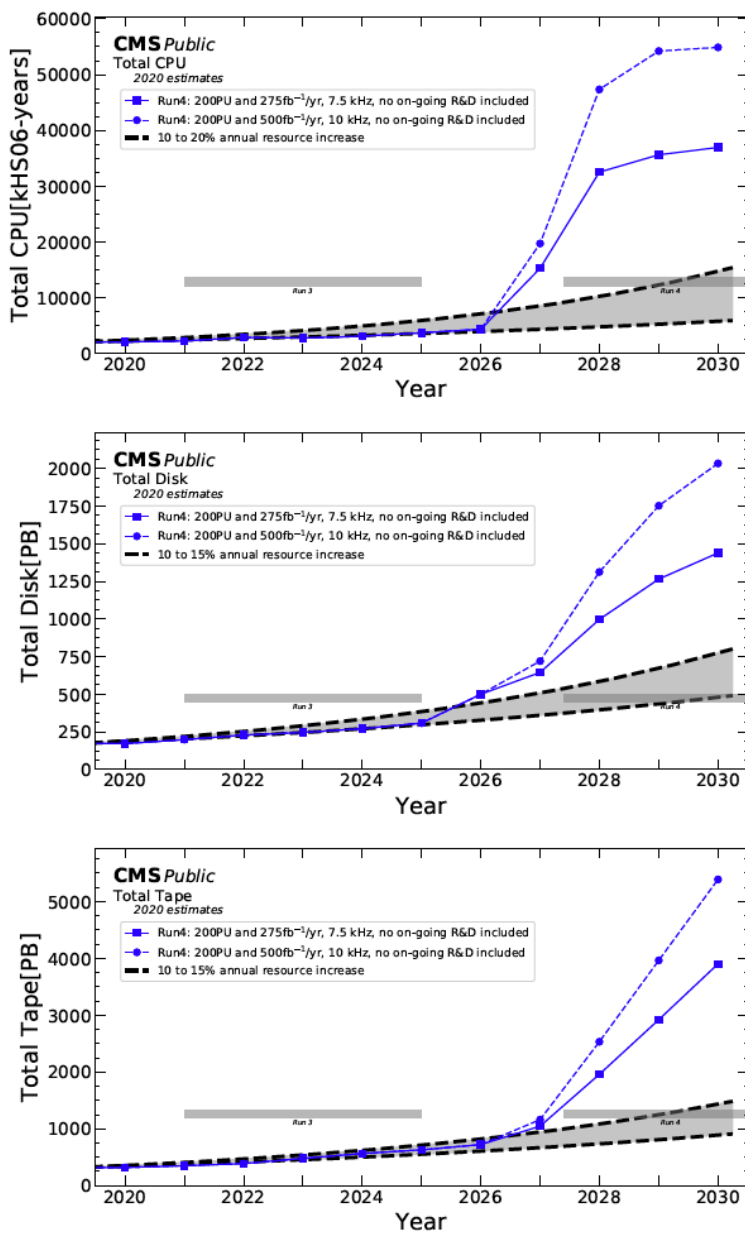 60000
50000
40000
30000
20000
10000
0
Total CPU[kHS06-years]
CMS Public
Total CPU
2020 estimates
Run4: 200PU and 275fb⁻¹/yr, 7.5 kHz, no on-going R&D included
Run4: 200PU and 500fb⁻¹/yr, 10 kHz, no on-going R&D included
10 to 20% annual resource increase
Run 3
Run 4
2020 2022 2024 2026 2028 2030
Year
2000
1750
1500
1250
1000
750
500
250
0
Total Disk[PB]
CMS Public
Total Disk
2020 estimates
Run4: 200PU and 275fb⁻¹/yr, 7.5 kHz, no on-going R&D included
Run4: 200PU and 500fb⁻¹/yr, 10 kHz, no on-going R&D included
10 to 15% annual resource increase
Run 3
Run 4
2020 2022 2024 2026 2028 2030
Year
5000
4000
3000
2000
1000
0
Total Tape[PB]
CMS Public
Total Tape
2020 estimates
Run4: 200PU and 275fb⁻¹/yr, 7.5 kHz, no on-going R&D included
Run4: 200PU and 500fb⁻¹/yr, 10 kHz, no on-going R&D included
10 to 15% annual resource increase
Run 3
Run 4
2020 2022 2024 2026 2028 2030
Year